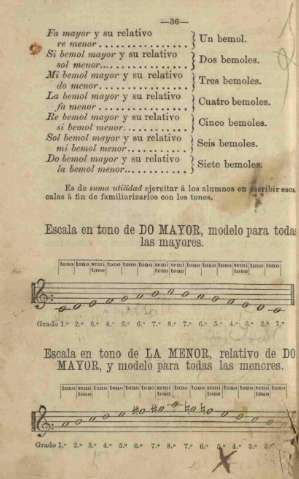 —36—
Fa mayor y su relativo
re menor
Un bemol.
Si bemol mayor y su relativo
sol menor
Dos bemoles.
Mi bemol mayor y su relativo
do menor
Tres bemoles.
La bemol mayor y su relativo
fa menor
Cuatro bemoles.
Re bemol mayor y su relativo
si bemol menor
Cinco bemoles.
Sol bemol mayor y su relativo
mi bemol menor
Seis bemoles.
Do bemol mayor y su relativo
la bemol menor
Siete bemoles.
Es de suma utilidad ejercitar á los alumnos en escribir esca
calas á fin de familiarizarlos con los tonos.
Escala en tono de DO MAYOR, modelo para todas
las mayores.
Grado 1.º 2.º 3.º 4.º 5.º 6.º 7.º 8.º 7.º 6.º 5.º 4.º 3.º 2.º 1.º
Escala en tono de LA MENOR, relativo de DO
MAYOR, y modelo para todas las menores.
Grado 1.º 2.º 3.º 4.º 5.º 6.º 7.º 8.º 7.º 6.º 5.º 4.º 3.º 2.º 1.º